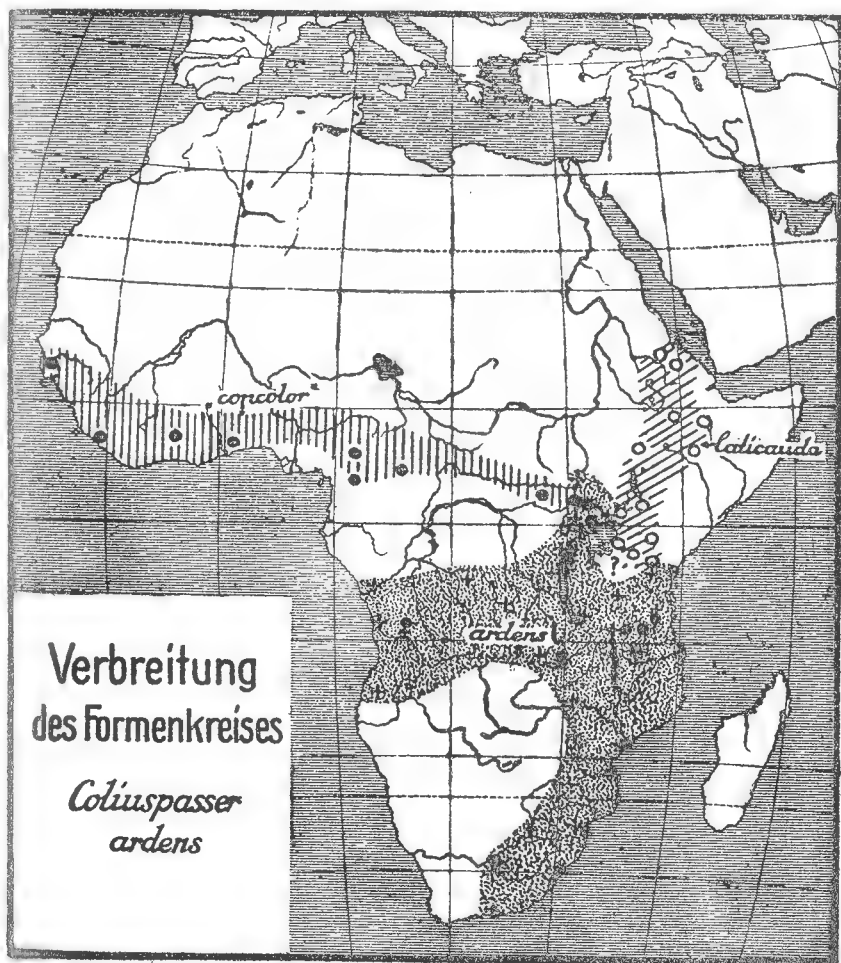 „concolor“
laticauda
?
ardens
Verbreitung
des Formenkreises
Coliuspasser
ardens